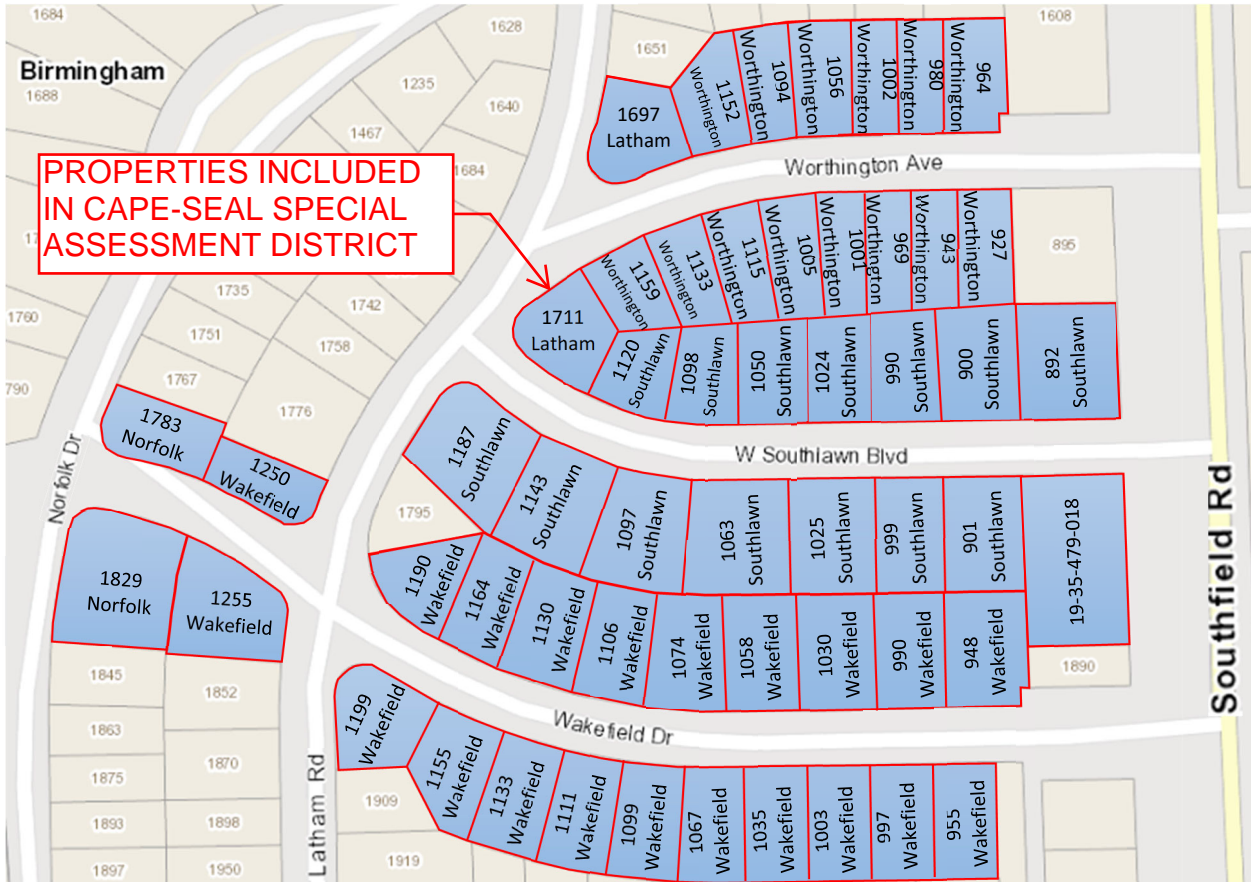 1684
1628
1608
Birmingham
1688
1235
1640
1467
1684
1651
1697
Latham
1152
Worthington
1094
Worthington
1056
Worthington
1002
Worthington
980
Worthington
964
Worthington
Worthington Ave
PROPERTIES INCLUDED
IN CAPE-SEAL SPECIAL
ASSESSMENT DISTRICT
1711
Latham
1159
Worthington
1133
Worthington
1115
Worthington
1005
Worthington
1001
Worthington
969
Worthington
943
Worthington
927
Worthington
895
1735
1742
1751
1758
1760
1767
1776
790
1120
Southlawn
1098
Southlawn
1050
Southlawn
1024
Southlawn
990
Southlawn
900
Southlawn
892
Southlawn
1783
Norfolk
1250
Wakefield
Norfolk Dr
W Southlawn Blvd
1187
Southlawn
1143
Southlawn
1097
Southlawn
1063
Southlawn
1025
Southlawn
999
Southlawn
901
Southlawn
19-35-479-018
Southfield Rd
1795
1829
Norfolk
1255
Wakefield
1190
Wakefield
1164
Wakefield
1130
Wakefield
1106
Wakefield
1074
Wakefield
1058
Wakefield
1030
Wakefield
990
Wakefield
948
Wakefield
1890
1845
1852
1863
1870
1875
1893
1898
1897
1950
Latham Rd
Wakefield Dr
1199
Wakefield
1155
Wakefield
1133
Wakefield
1111
Wakefield
1099
Wakefield
1067
Wakefield
1035
Wakefield
1003
Wakefield
997
Wakefield
955
Wakefield
1909
1919